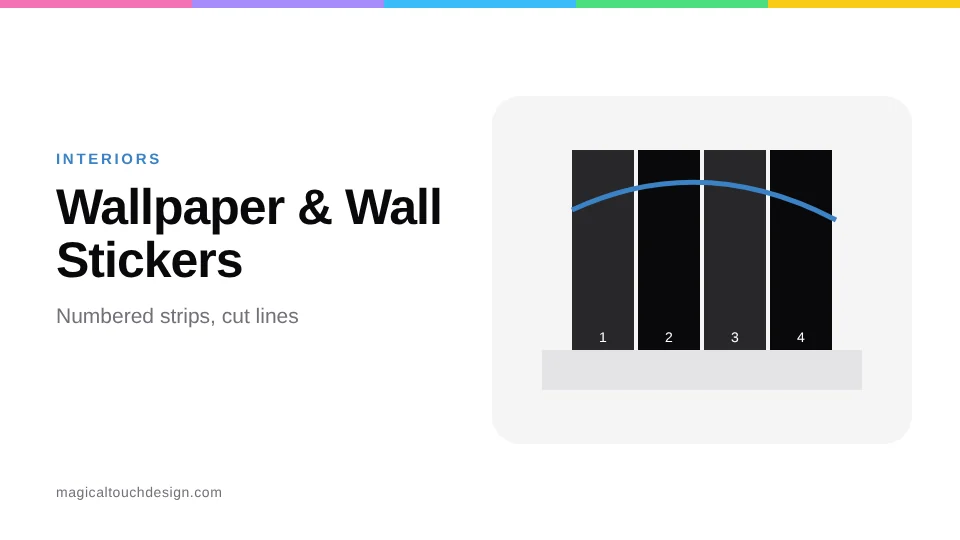 INTERIORS
Wallpaper & Wall
Stickers
Numbered strips, cut lines
1 2 3 4
magicaltouchdesign.com